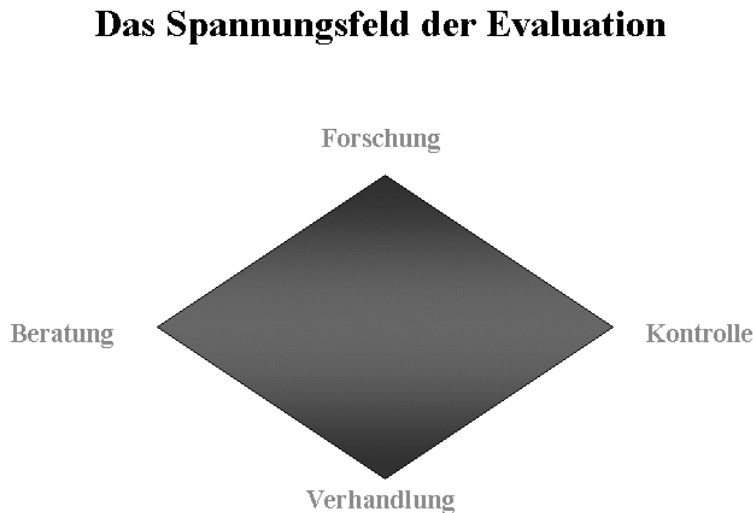 Das Spannungsfeld der Evaluation
Forschung
Beratung
Kontrolle
Verhandlung